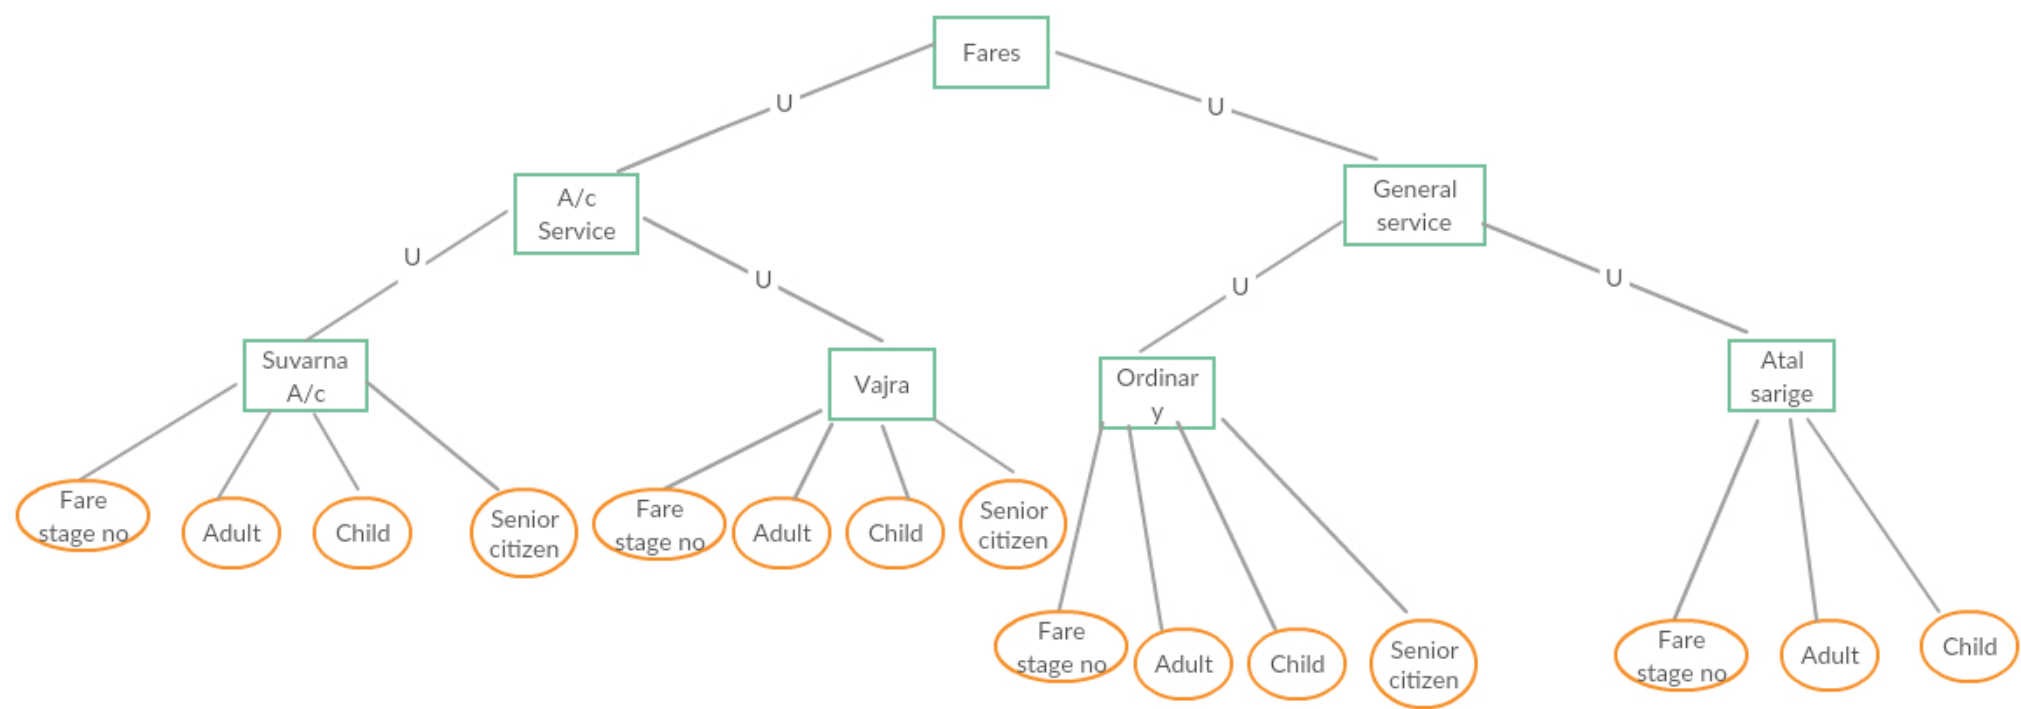 Fares
U
U
A/c
Service
General
service
U
U
U
U
Suvarna
A/c
Vajra
Ordinar
y
Atal
sarige
Fare
stage no
Adult
Child
Senior
citizen
Fare
stage no
Adult
Child
Senior
citizen
Fare
stage no
Adult
Child
Senior
citizen
Fare
stage no
Adult
Child